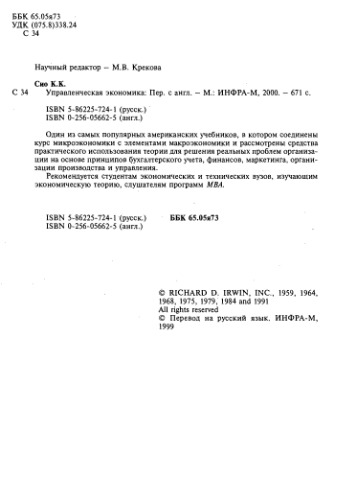 ББК 65.05я73
УДК (075.8)338.24
С 34
Научный редактор – М.В. Крекова
Сио К.К.
С 34 Управленческая экономика: Пер. с англ. – М.: ИНФРА-М, 2000. – 671 с.
ISBN 5-86225-724-1 (русск.)
ISBN 0-256-05662-5 (англ.)
Один из самых популярных американских учебников, в котором соединены
курс микроэкономики с элементами макроэкономики и рассмотрены средства
практического использования теории для решения реальных проблем организа-
ции на основе принципов бухгалтерского учета, финансов, маркетинга, органи-
зации производства и управления.
Рекомендуется студентам экономических и технических вузов, изучающим
экономическую теорию, слушателям программ МВА.
ISBN 5-86225-724-1 (русск.) ББК 65.05я73
ISBN 0-256-05662-5 (англ.)
© RICHARD D. IRWIN, INC., 1959, 1964,
1968, 1975, 1979, 1984 and 1991
All rights reserved
© Перевод на русский язык. ИНФРА-М,
1999